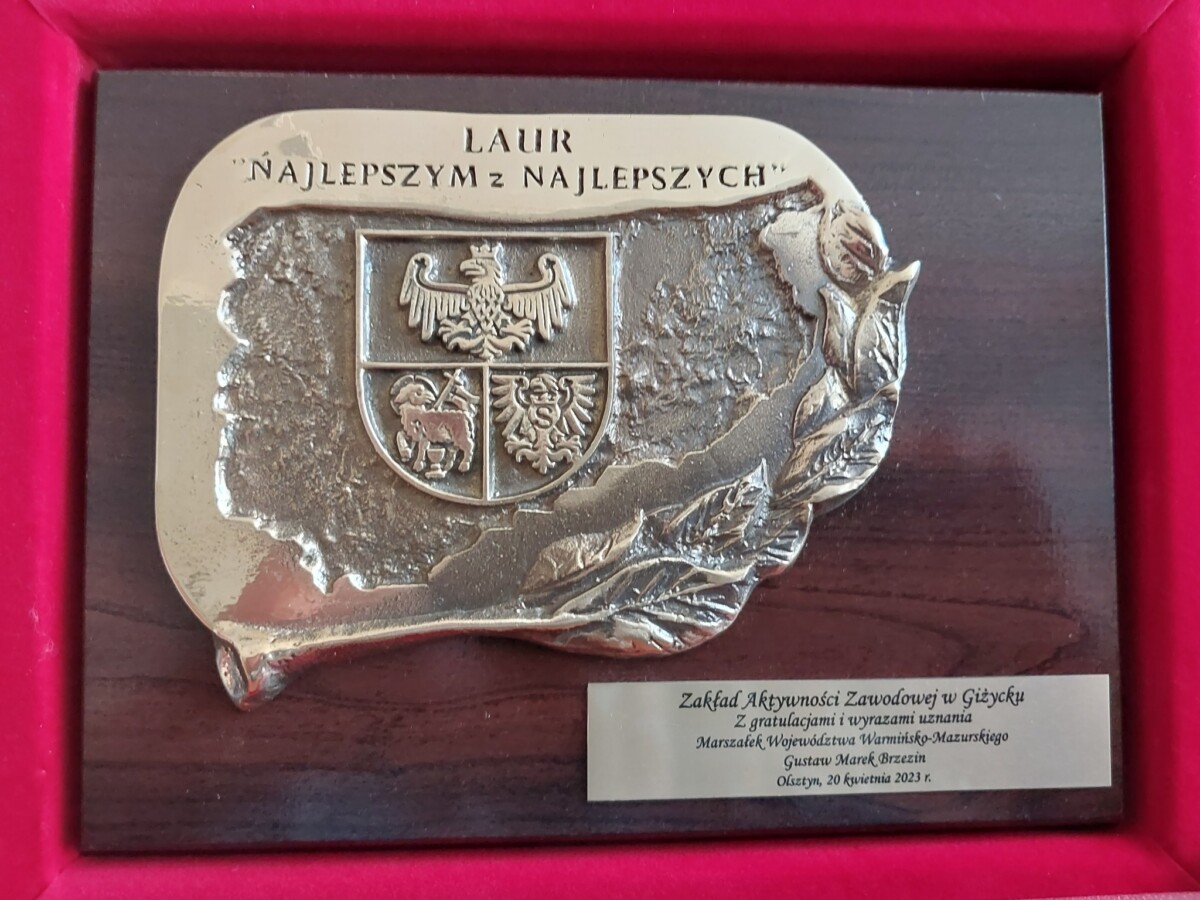 LAUR
"NAJLEPSZYM z NAJLEPSZYCH"
S
Zakład Aktywności Zawodowej w Giżycku
Z gratulacjami i wyrazami uznania
Marszałek Województwa Warmińsko-Mazurskiego
Gustaw Marek Brzezin
Olsztyn, 20 kwietnia 2023 r.